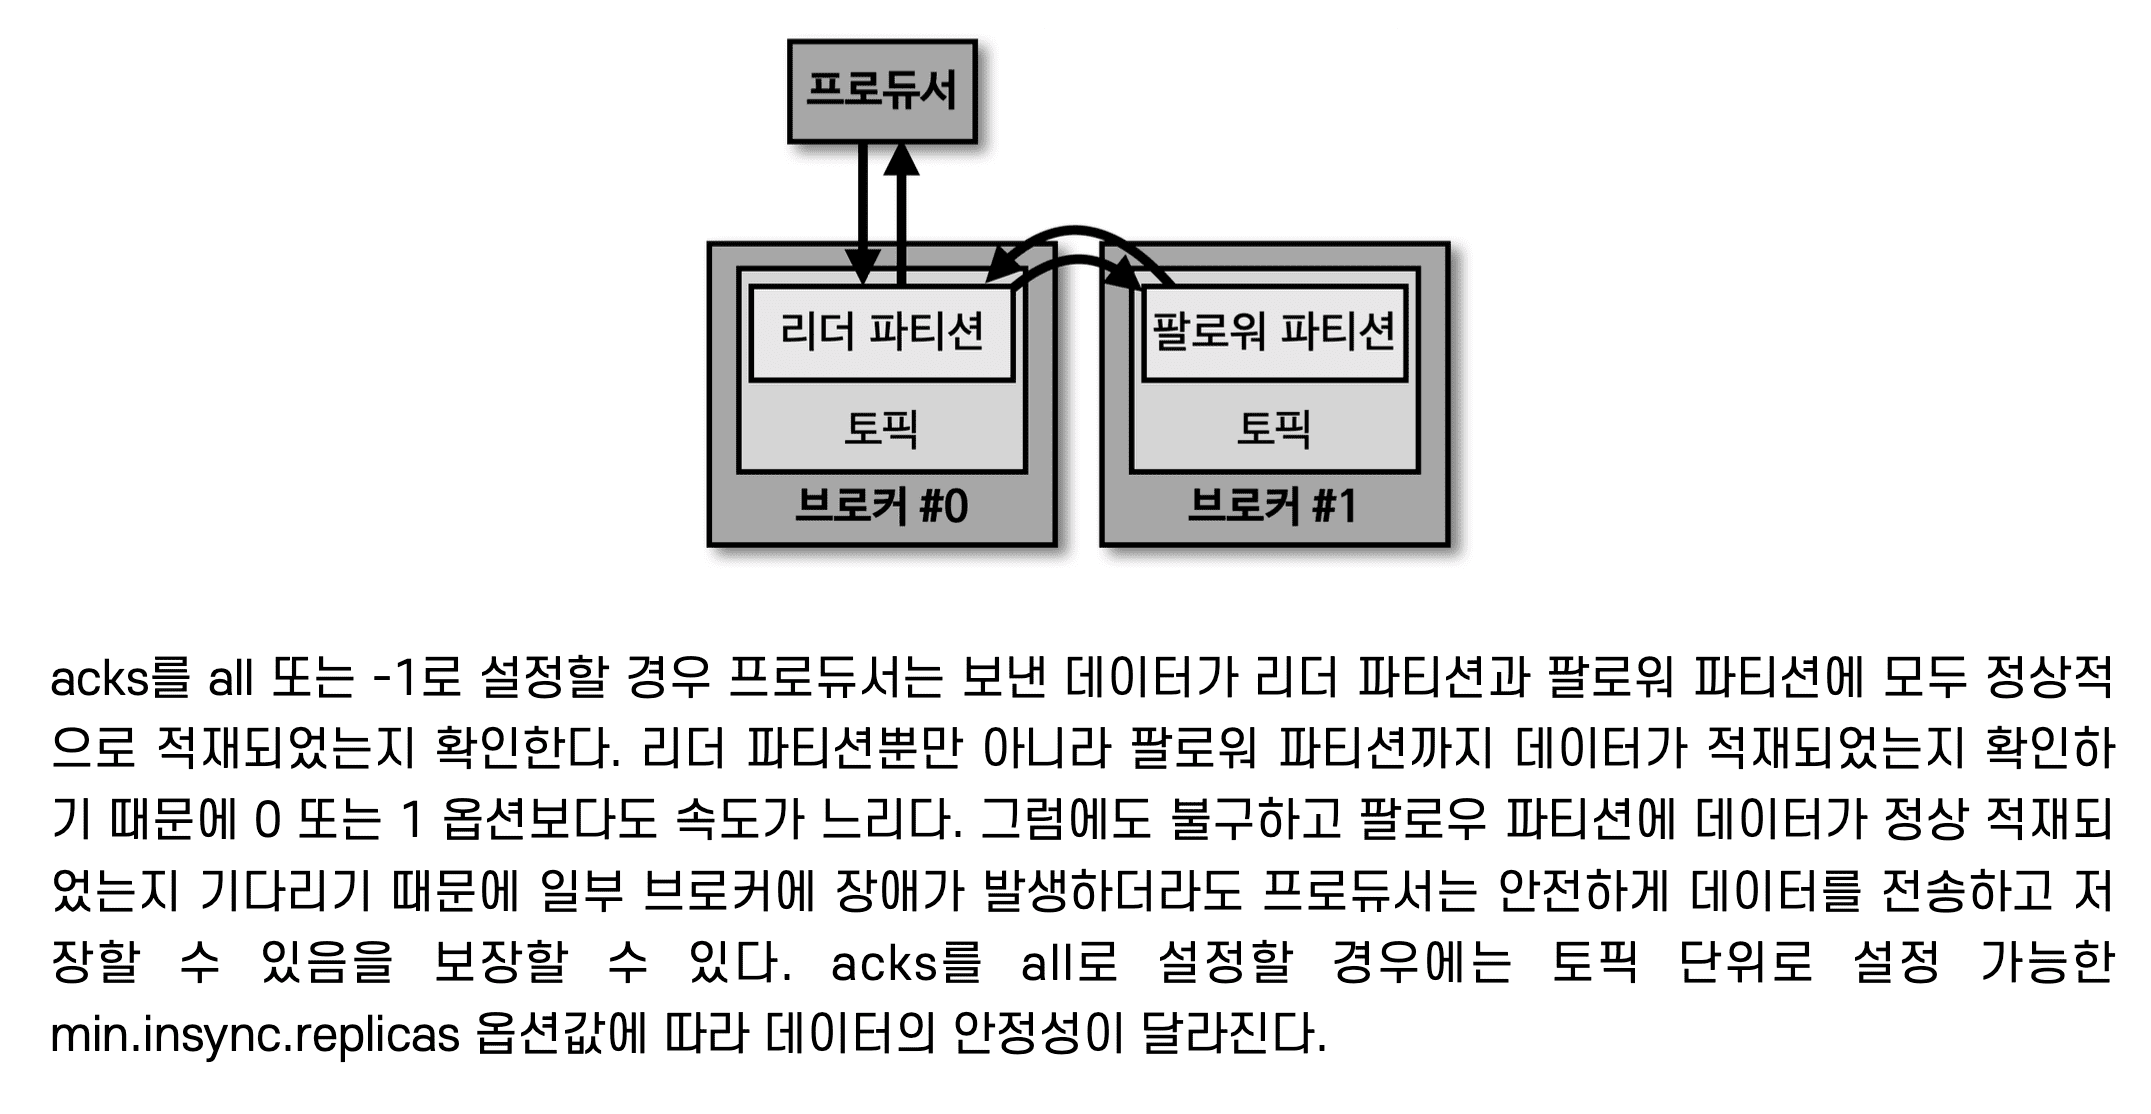 프로듀서
리더 파티션
팔로워 파티션
토픽
토픽
브로커 #0
브로커 #1
acks를 all 또는 -1로 설정할 경우 프로듀서는 보낸 데이터가 리더 파티션과 팔로워 파티션에 모두 정상적
으로 적재되었는지 확인한다. 리더 파티션뿐만 아니라 팔로워 파티션까지 데이터가 적재되었는지 확인하
기 때문에 0 또는 1 옵션보다도 속도가 느리다. 그럼에도 불구하고 팔로우 파티션에 데이터가 정상 적재되
었는지 기다리기 때문에 일부 브로커에 장애가 발생하더라도 프로듀서는 안전하게 데이터를 전송하고 저
장할 수 있음을 보장할 수 있다. acks를 all로 설정할 경우에는 토픽 단위로 설정 가능한
min.insync.replicas 옵션값에 따라 데이터의 안정성이 달라진다.